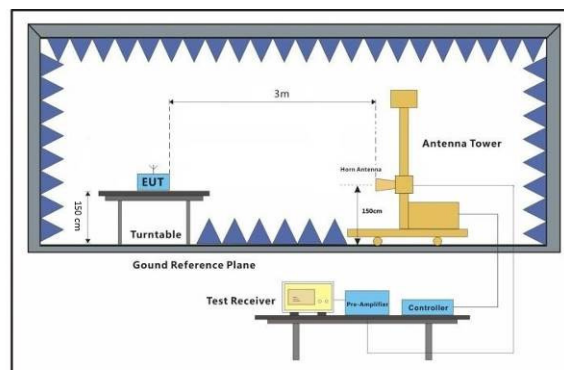 3m
Antenna Tower
Horn Antenna
EUT
150 cm
150cm
Turntable
Gound Reference Plane
Test Receiver
Pre-Amplifier
Controller